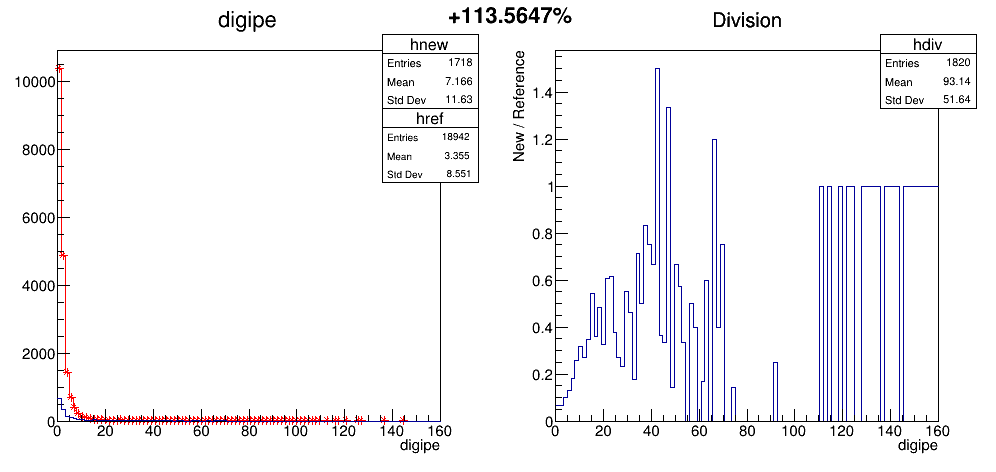 +113.5647%
digipe
hnew
Entries 1718
Mean 7.166
Std Dev 11.63
href
Entries 18942
Mean 3.355
Std Dev 8.551
10000
8000
6000
4000
2000
0
0 20 40 60 80 100 120 140 160
digipe
Division
hdiv
Entries 1820
Mean 93.14
Std Dev 51.64
New / Reference
1.4
1.2
1
0.8
0.6
0.4
0.2
0
0 20 40 60 80 100 120 140 160
digipe